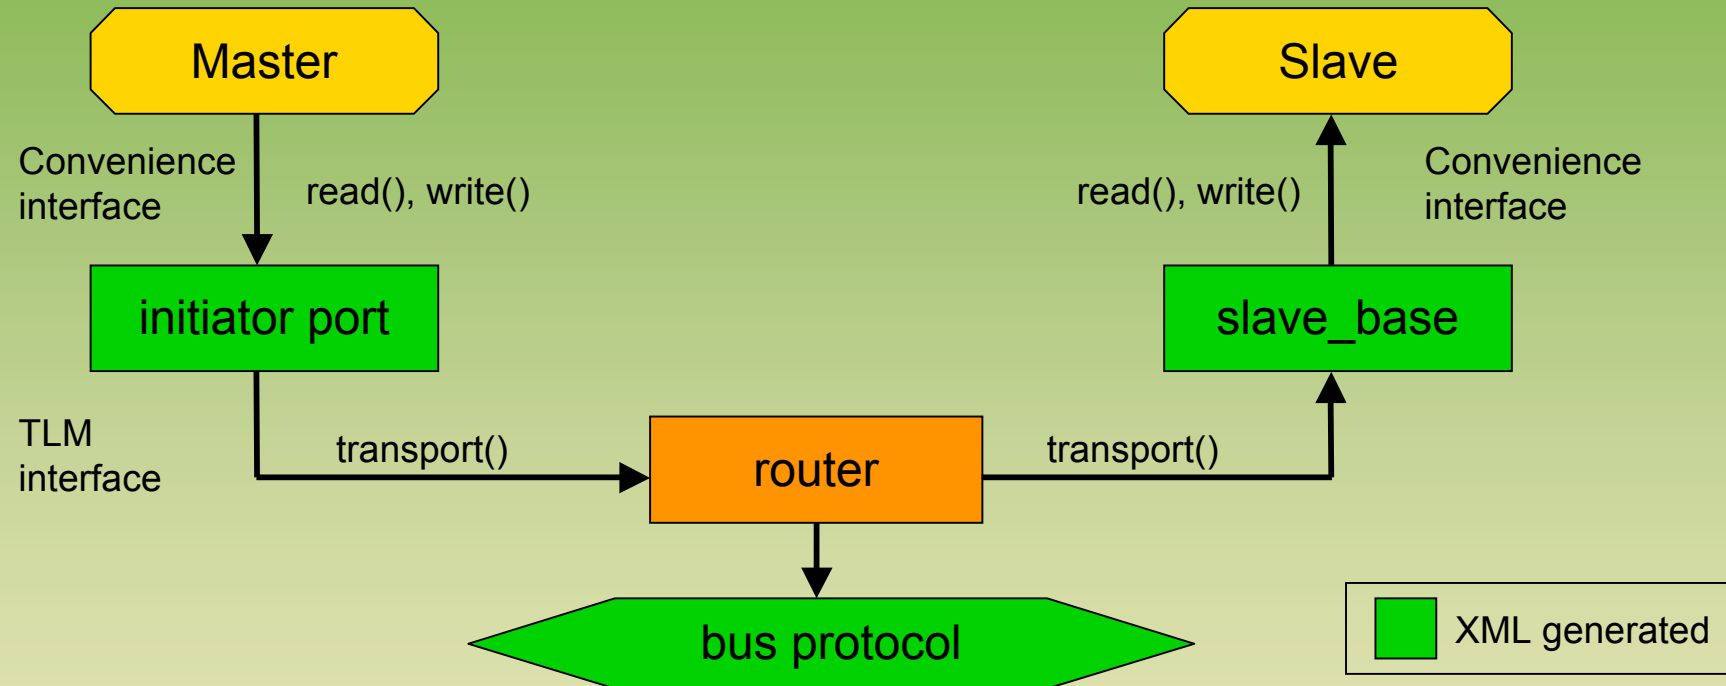 Master
Slave
Convenience
interface
read(), write()
read(), write()
Convenience
interface
initiator port
slave_base
TLM
interface
transport()
router
transport()
bus protocol
XML generated